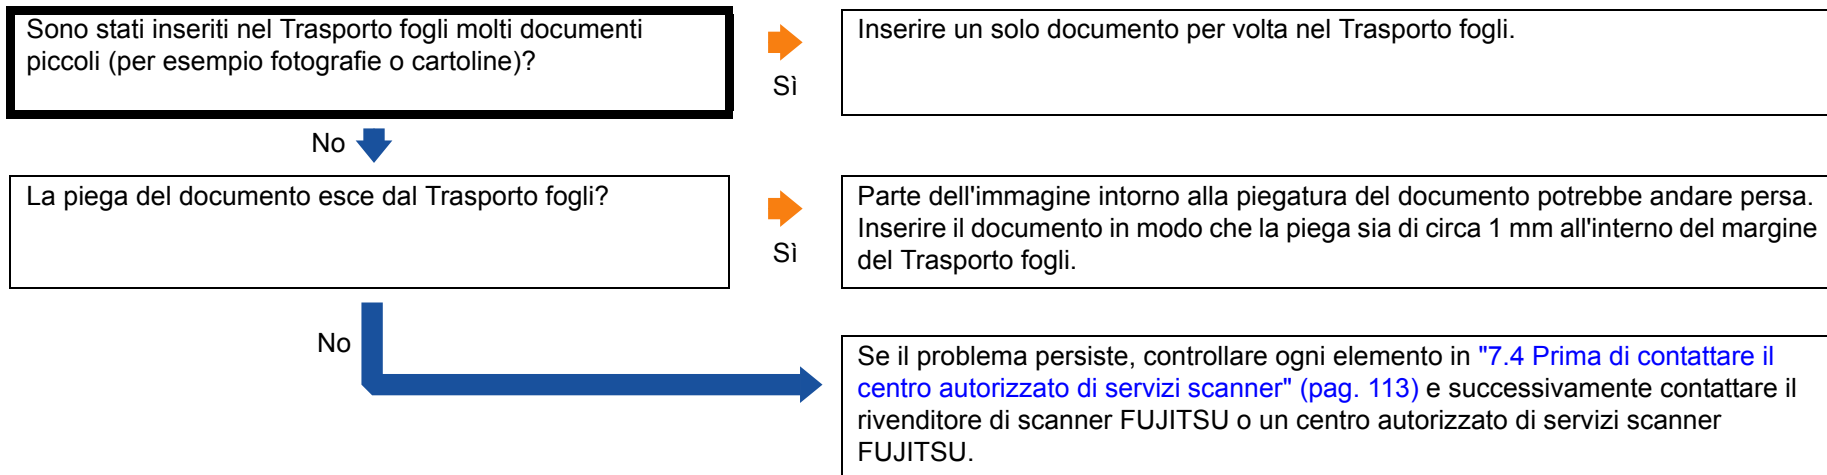 Sono stati inseriti nel Trasporto fogli molti documenti
piccoli (per esempio fotografie o cartoline)?
Sì
Inserire un solo documento per volta nel Trasporto fogli.
No
La piega del documento esce dal Trasporto fogli?
Sì
Parte dell'immagine intorno alla piegatura del documento potrebbe andare persa.
Inserire il documento in modo che la piega sia di circa 1 mm all'interno del margine
del Trasporto fogli.
No
Se il problema persiste, controllare ogni elemento in "7.4 Prima di contattare il
centro autorizzato di servizi scanner" (pag. 113) e successivamente contattare il
rivenditore di scanner FUJITSU o un centro autorizzato di servizi scanner
FUJITSU.